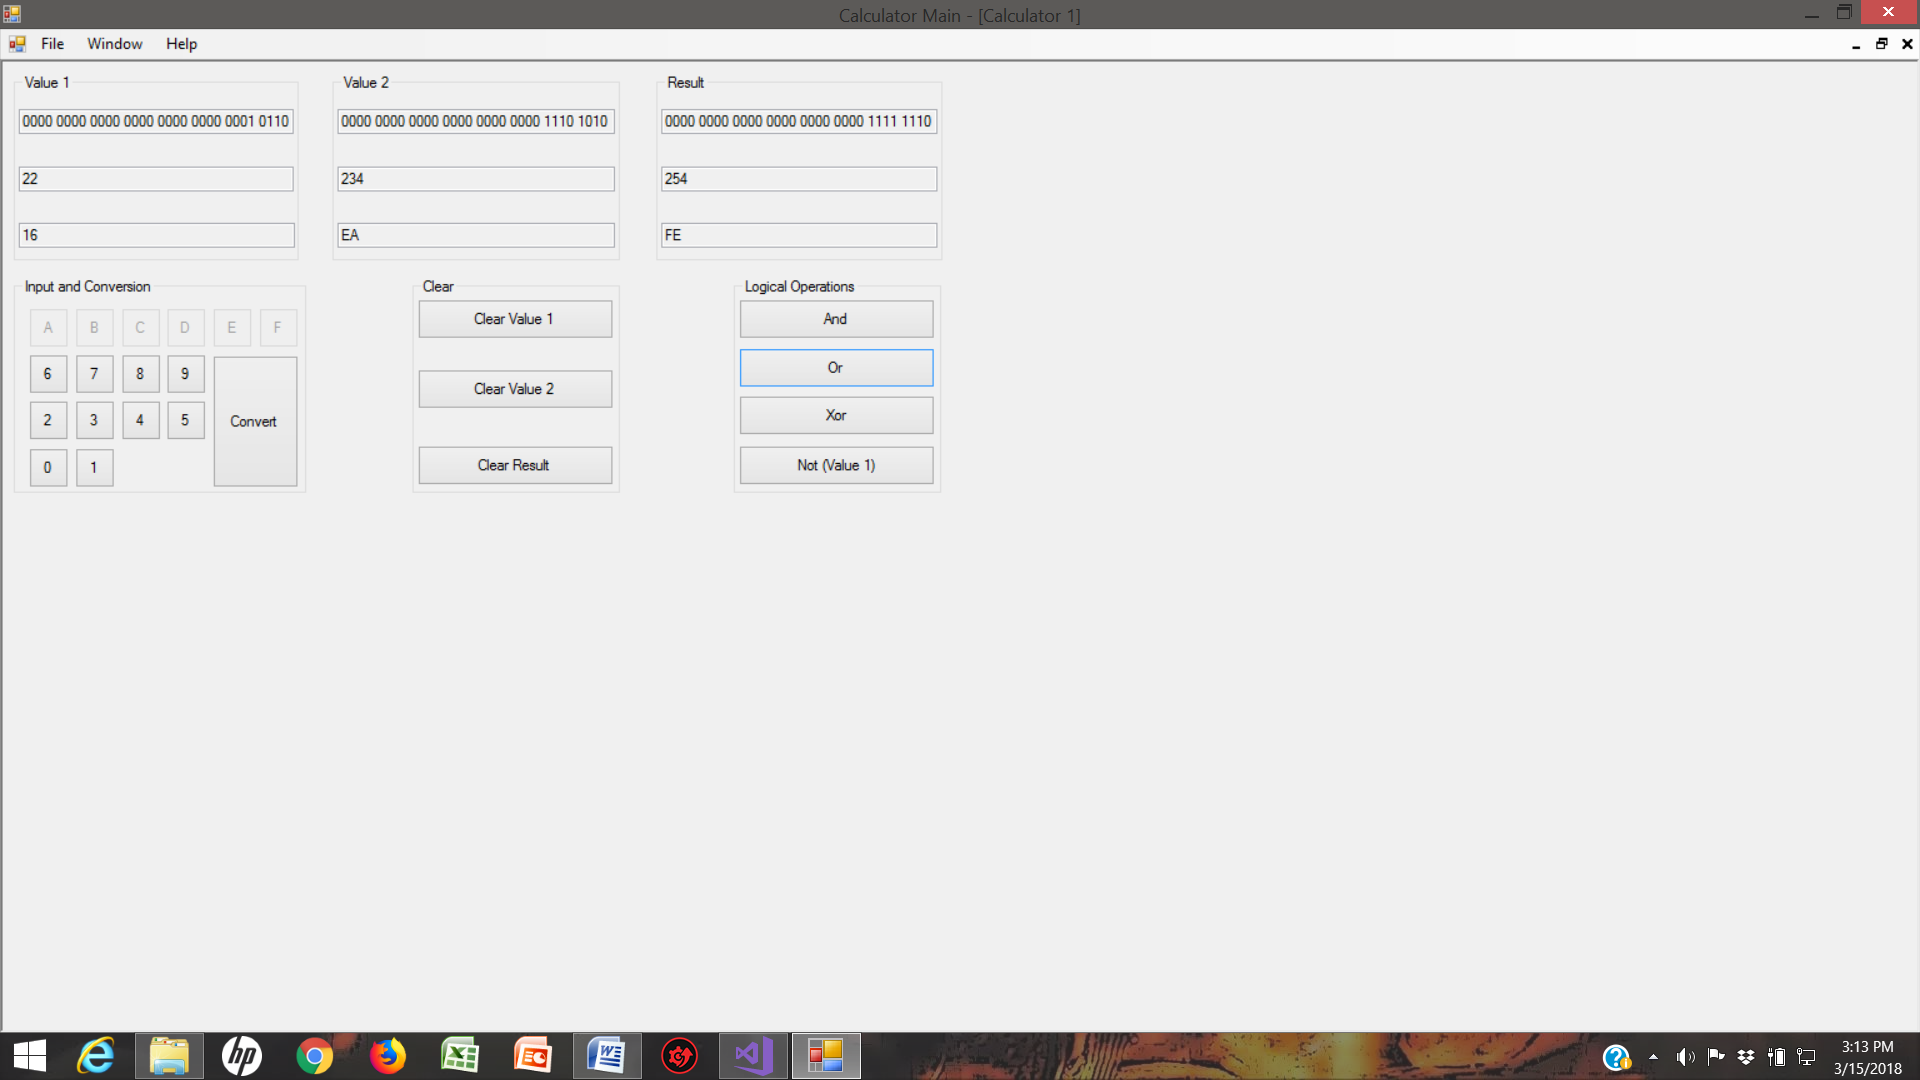 Calculator Main - [Calculator 1]
File Window Help
Value 1 Value 2 Result
0000 0000 0000 0000 0000 0000 0001 0110 0000 0000 0000 0000 0000 0000 1110 1010 0000 0000 0000 0000 0000 0000 1111 1110
22 234 254
16 EA FE
Input and Conversion Clear Logical Operations
A B C D E F Clear Value 1 And
6 7 8 9 Clear Value 2 Or
2 3 4 5 Convert Xor
0 1 Clear Result Not (Value 1)
3:13 PM
3/15/2018